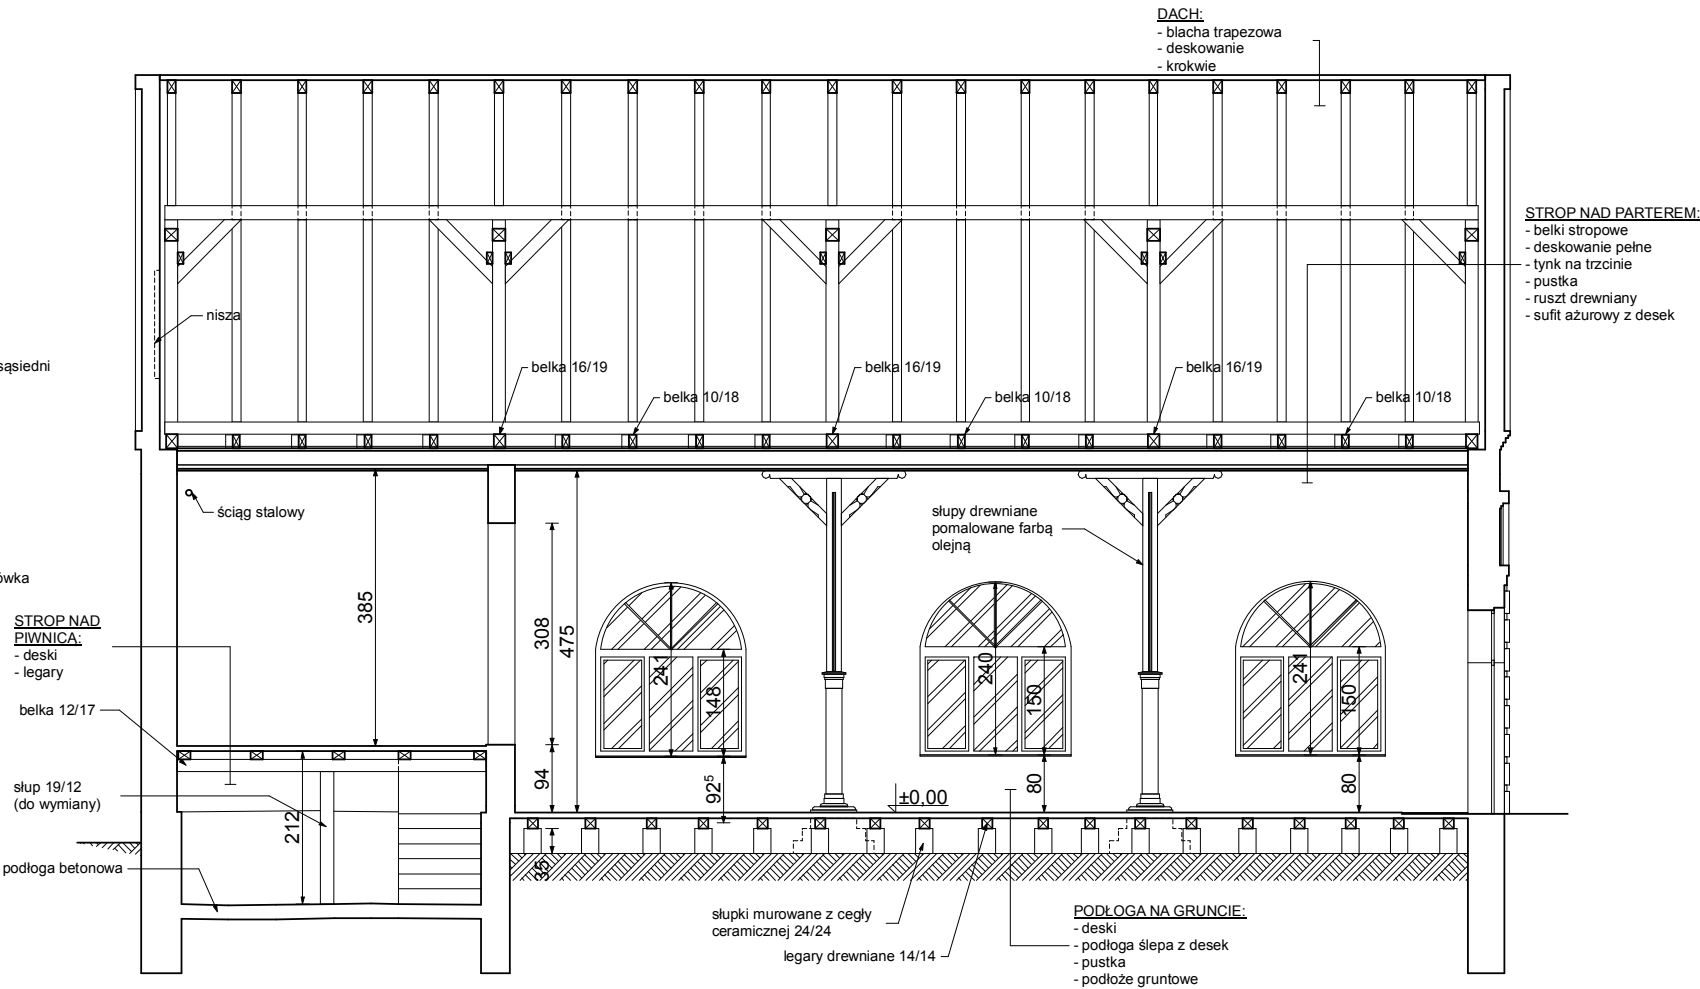 DACH:
- blacha trapezowa
- deskowanie
- krokwie
STROP NAD PARTEREM:
- belki stropowe
- deskowanie pełne
- tynk na trzcinie
- pustka
- ruszt drewniany
- sufit ażurowy z desek
nisza
sąsiedni
belka 16/19
belka 16/19
belka 16/19
belka 10/18
belka 10/18
belka 10/18
ściąg stalowy
słupy drewniane
pomalowane farbą
olejną
ówka
385
308
475
STROP NAD
PIWNICĄ:
- deski
- legary
241
148
240
150
241
150
belka 12/17
słup 19/12
(do wymiany)
94
92⁵
80
80
±0,00
212
35
podłoga betonowa
słupki murowane z cegły
ceramicznej 24/24
legary drewniane 14/14
PODŁOGA NA GRUNCIE:
- deski
- podłoga ślepa z desek
- pustka
- podłoże gruntowe